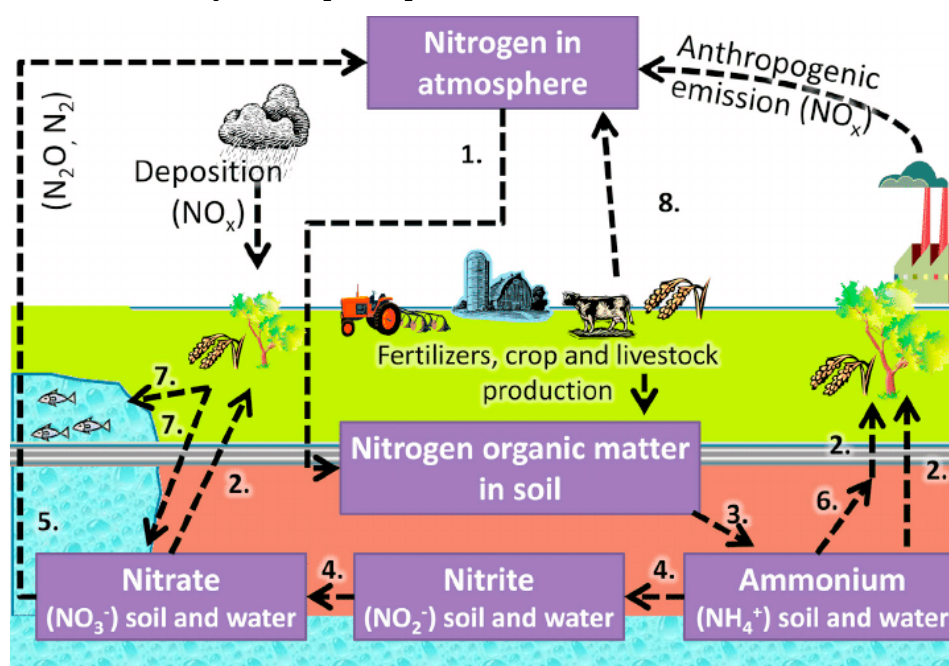 Nitrogen in
atmosphere
Anthropogenic
emission (NOₓ)
(N₂O, N₂)
1.
Deposition
(NOₓ)
8.
Fertilizers, crop and livestock
production
7.
7.
2.
Nitrogen organic matter
in soil
2.
2.
5.
3.
6.
4.
4.
Nitrate
(NO₃⁻) soil and water
Nitrite
(NO₂⁻) soil and water
Ammonium
(NH₄⁺) soil and water